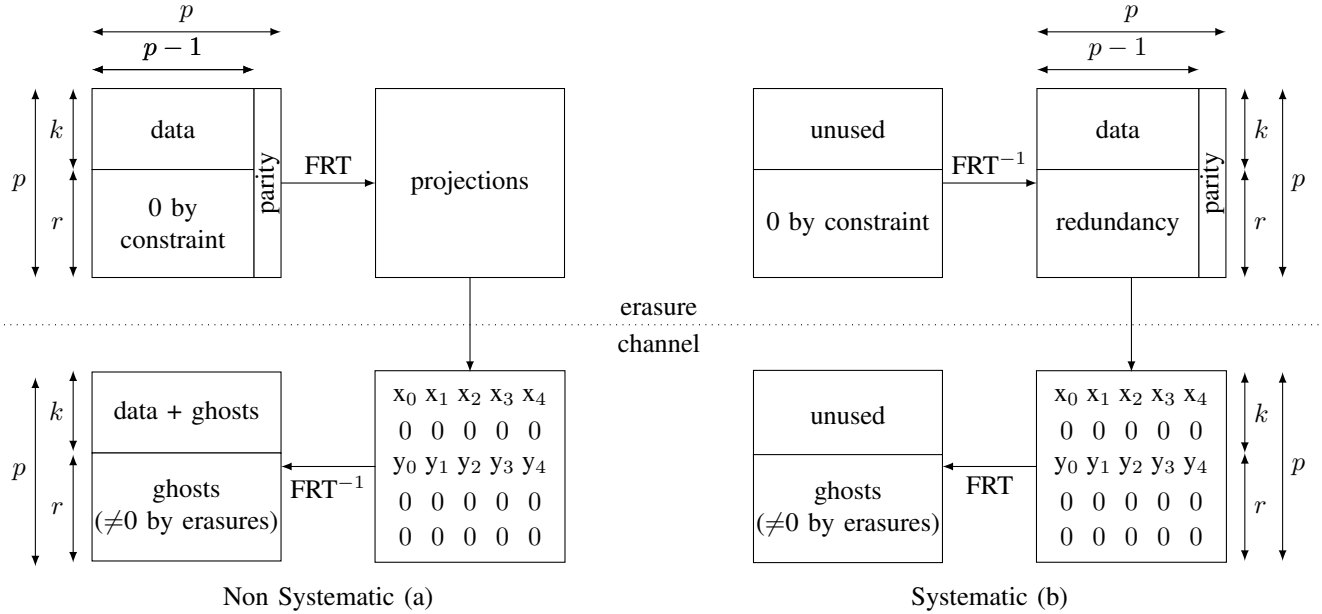 p
p − 1
k
p
r
data
0 by
constraint
parity
FRT
projections
p
p − 1
unused
0 by constraint
FRT⁻¹
data
redundancy
parity
k
r
p
erasure
channel
k
p
r
data + ghosts
ghosts
(≠0 by erasures)
FRT⁻¹
x₀ x₁ x₂ x₃ x₄
0 0 0 0 0
y₀ y₁ y₂ y₃ y₄
0 0 0 0 0
0 0 0 0 0
unused
ghosts
(≠0 by erasures)
FRT
x₀ x₁ x₂ x₃ x₄
0 0 0 0 0
y₀ y₁ y₂ y₃ y₄
0 0 0 0 0
0 0 0 0 0
k
r
p
Non Systematic (a)
Systematic (b)